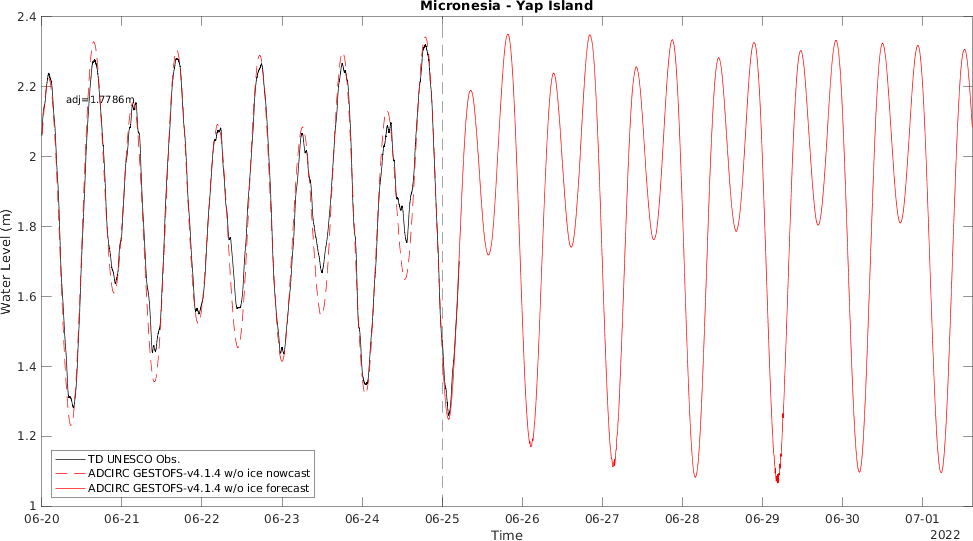 Micronesia - Yap Island
2.4
2.2
2
1.8
1.6
1.4
1.2
1
Water Level (m)
adj=1.7786m
TD UNESCO Obs.
ADCIRC GESTOFS-v4.1.4 w/o ice nowcast
ADCIRC GESTOFS-v4.1.4 w/o ice forecast
06-20 06-21 06-22 06-23 06-24 06-25 06-26 06-27 06-28 06-29 06-30 07-01
Time
2022